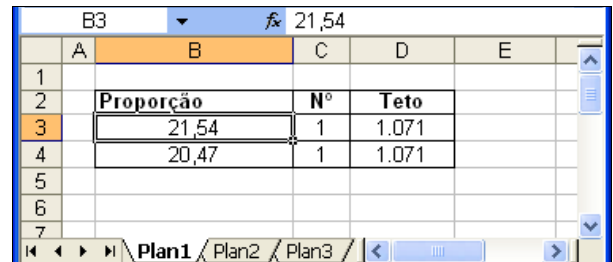 B3 fx 21,54
A B C D E
1
2 Proporção Nº Teto
3 21,54 1 1.071
4 20,47 1 1.071
5
6
7
Plan1 Plan2 Plan3